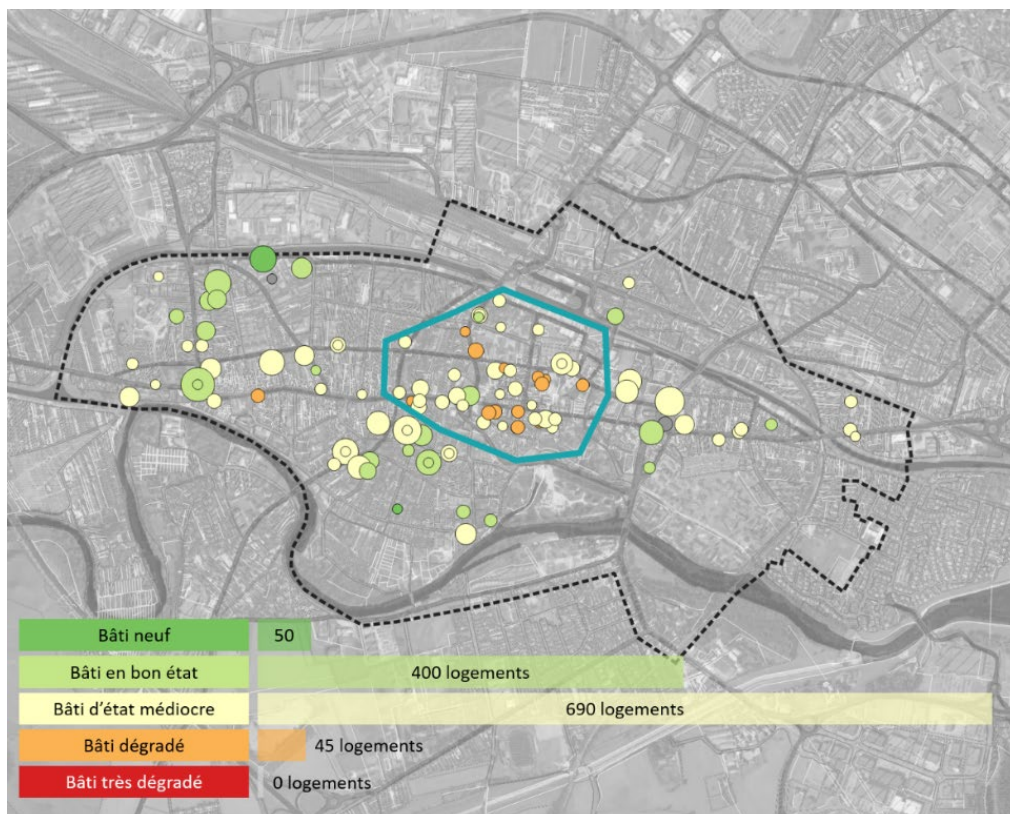 Bâti neuf 50
Bâti en bon état 400 logements
Bâti d'état médiocre 690 logements
Bâti dégradé 45 logements
Bâti très dégradé 0 logements